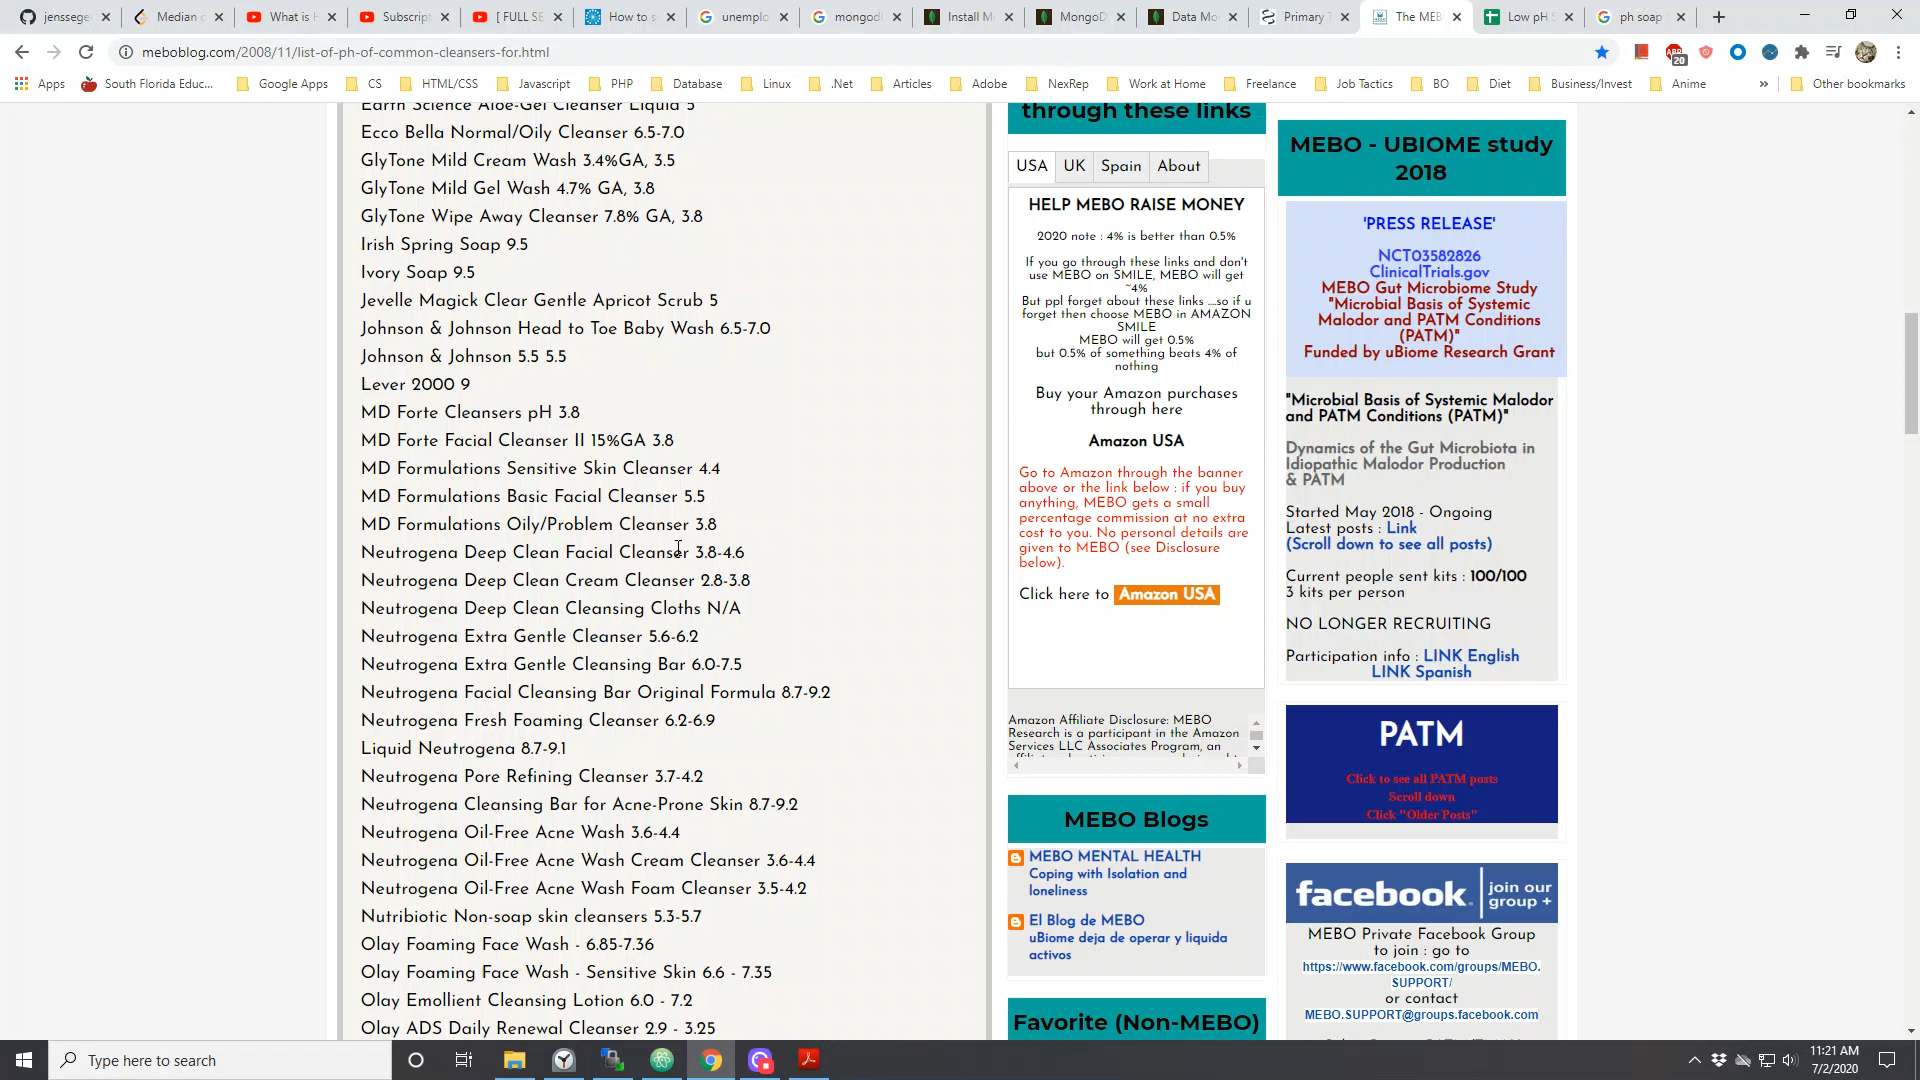 jenssege
Median o
What is H
Subscript
[ FULL SE
How to s
unemplo
mongodb
Install M
MongoD
Data Mo
Primary T
The MEB
Low pH S
ph soap
meboblog.com/2008/11/list-of-ph-of-common-cleansers-for.html
20
Apps
South Florida Educ...
Google Apps
CS
HTML/CSS
Javascript
PHP
Database
Linux
.Net
Articles
Adobe
NexRep
Work at Home
Freelance
Job Tactics
BO
Diet
Business/Invest
Anime
»
Other bookmarks
Earth Science Aloe-Gel Cleanser Liquid 5
Ecco Bella Normal/Oily Cleanser 6.5-7.0
GlyTone Mild Cream Wash 3.4%GA, 3.5
GlyTone Mild Gel Wash 4.7% GA, 3.8
GlyTone Wipe Away Cleanser 7.8% GA, 3.8
Irish Spring Soap 9.5
Ivory Soap 9.5
Jevelle Magick Clear Gentle Apricot Scrub 5
Johnson & Johnson Head to Toe Baby Wash 6.5-7.0
Johnson & Johnson 5.5 5.5
Lever 2000 9
MD Forte Cleansers pH 3.8
MD Forte Facial Cleanser II 15%GA 3.8
MD Formulations Sensitive Skin Cleanser 4.4
MD Formulations Basic Facial Cleanser 5.5
MD Formulations Oily/Problem Cleanser 3.8
Neutrogena Deep Clean Facial Cleanser 3.8-4.6
Neutrogena Deep Clean Cream Cleanser 2.8-3.8
Neutrogena Deep Clean Cleansing Cloths N/A
Neutrogena Extra Gentle Cleanser 5.6-6.2
Neutrogena Extra Gentle Cleansing Bar 6.0-7.5
Neutrogena Facial Cleansing Bar Original Formula 8.7-9.2
Neutrogena Fresh Foaming Cleanser 6.2-6.9
Liquid Neutrogena 8.7-9.1
Neutrogena Pore Refining Cleanser 3.7-4.2
Neutrogena Cleansing Bar for Acne-Prone Skin 8.7-9.2
Neutrogena Oil-Free Acne Wash 3.6-4.4
Neutrogena Oil-Free Acne Wash Cream Cleanser 3.6-4.4
Neutrogena Oil-Free Acne Wash Foam Cleanser 3.5-4.2
Nutribiotic Non-soap skin cleansers 5.3-5.7
Olay Foaming Face Wash - 6.85-7.36
Olay Foaming Face Wash - Sensitive Skin 6.6 - 7.35
Olay Emollient Cleansing Lotion 6.0 - 7.2
Olay ADS Daily Renewal Cleanser 2.9 - 3.25
through these links
USA
UK
Spain
About
HELP MEBO RAISE MONEY
2020 note : 4% is better than 0.5%
If you go through these links and don't
use MEBO on SMILE, MEBO will get
~4%
But ppl forget about these links ....so if u
forget then choose MEBO in AMAZON
SMILE
MEBO will get 0.5%
but 0.5% of something beats 4% of
nothing
Buy your Amazon purchases
through here
Amazon USA
Go to Amazon through the banner
above or the link below : if you buy
anything, MEBO gets a small
percentage commission at no extra
cost to you. No personal details are
given to MEBO (see Disclosure
below).
Click here to Amazon USA
Amazon Affiliate Disclosure: MEBO
Research is a participant in the Amazon
Services LLC Associates Program, an
MEBO Blogs
MEBO MENTAL HEALTH
Coping with Isolation and
loneliness
El Blog de MEBO
uBiome deja de operar y liquida
activos
Favorite (Non-MEBO)
MEBO - UBIOME study
2018
'PRESS RELEASE'
NCT03582826
ClinicalTrials.gov
MEBO Gut Microbiome Study
"Microbial Basis of Systemic
Malodor and PATM Conditions
(PATM)"
Funded by uBiome Research Grant
"Microbial Basis of Systemic Malodor
and PATM Conditions (PATM)"
Dynamics of the Gut Microbiota in
Idiopathic Malodor Production
& PATM
Started May 2018 - Ongoing
Latest posts : Link
(Scroll down to see all posts)
Current people sent kits : 100/100
3 kits per person
NO LONGER RECRUITING
Participation info : LINK English
LINK Spanish
PATM
Click to see all PATM posts
Scroll down
Click "Older Posts"
facebook join our
group +
MEBO Private Facebook Group
to join : go to
https://www.facebook.com/groups/MEBO.
SUPPORT/
or contact
MEBO.SUPPORT@groups.facebook.com
Type here to search
11:21 AM
7/2/2020